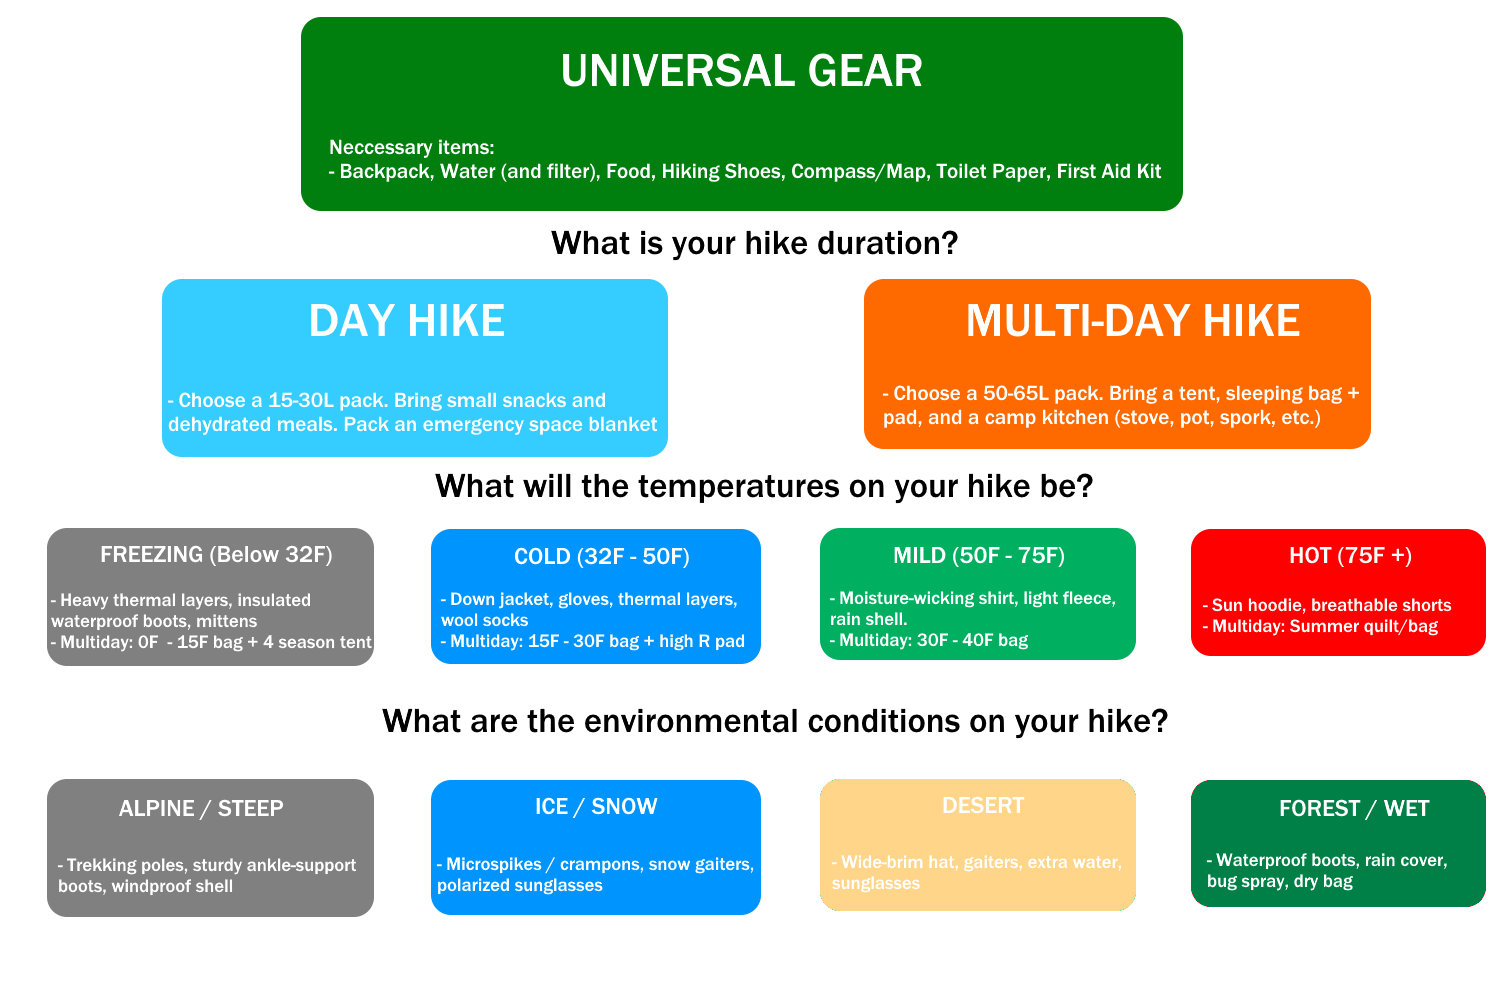 UNIVERSAL GEAR
Neccessary items:
- Backpack, Water (and filter), Food, Hiking Shoes, Compass/Map, Toilet Paper, First Aid Kit
What is your hike duration?
DAY HIKE
- Choose a 15-30L pack. Bring small snacks and
dehydrated meals. Pack an emergency space blanket
MULTI-DAY HIKE
- Choose a 50-65L pack. Bring a tent, sleeping bag +
pad, and a camp kitchen (stove, pot, spork, etc.)
What will the temperatures on your hike be?
FREEZING (Below 32F)
- Heavy thermal layers, insulated
waterproof boots, mittens
- Multiday: 0F - 15F bag + 4 season tent
COLD (32F - 50F)
- Down jacket, gloves, thermal layers,
wool socks
- Multiday: 15F - 30F bag + high R pad
MILD (50F - 75F)
- Moisture-wicking shirt, light fleece,
rain shell.
- Multiday: 30F - 40F bag
HOT (75F +)
- Sun hoodie, breathable shorts
- Multiday: Summer quilt/bag
What are the environmental conditions on your hike?
ALPINE / STEEP
- Trekking poles, sturdy ankle-support
boots, windproof shell
ICE / SNOW
- Microspikes / crampons, snow gaiters,
polarized sunglasses
DESERT
- Wide-brim hat, gaiters, extra water,
sunglasses
FOREST / WET
- Waterproof boots, rain cover,
bug spray, dry bag